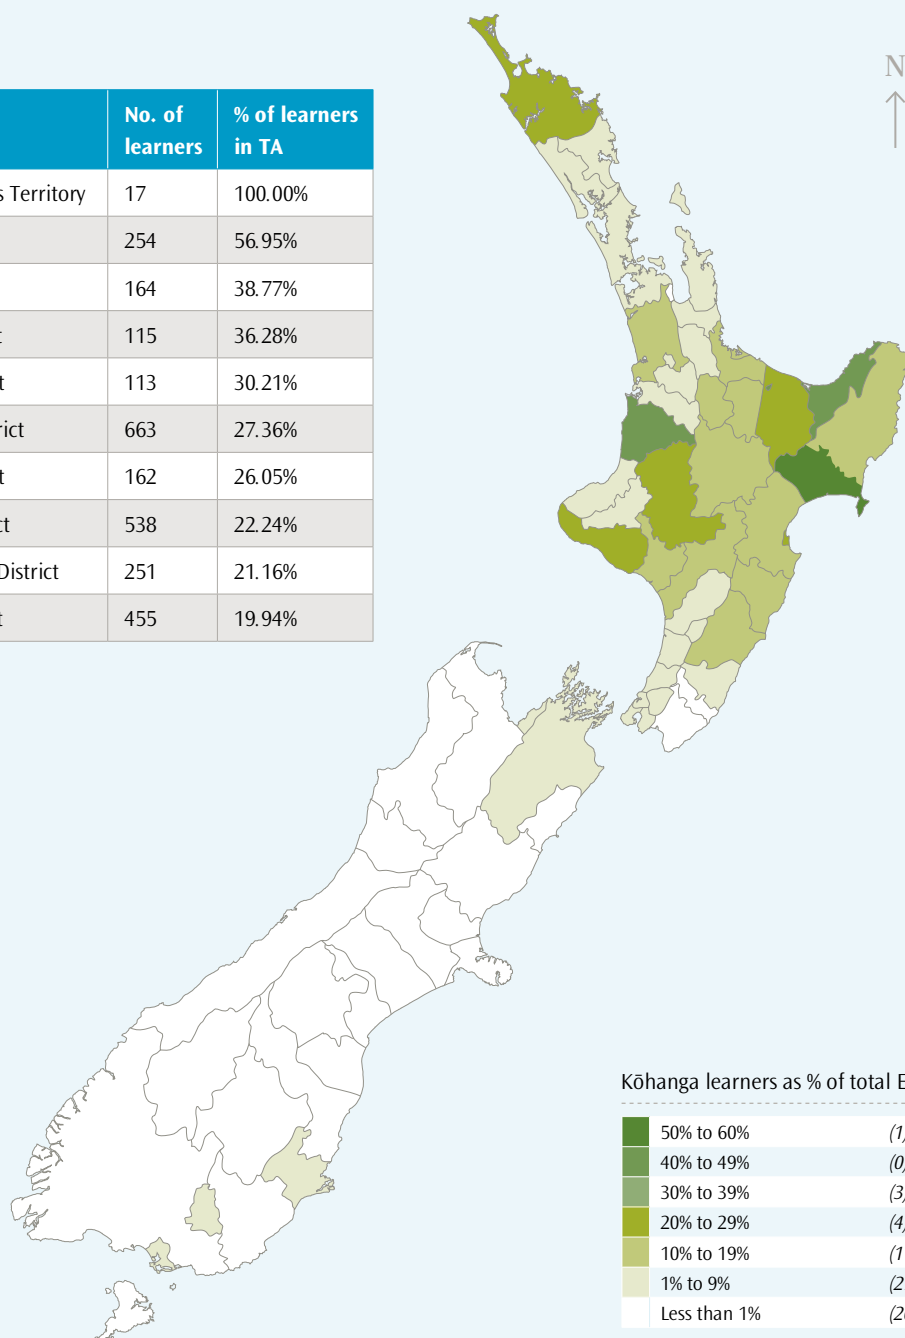 N
No. of % of learners
learners in TA
s Territory 17 100.00%
254 56.95%
164 38.77%
t 115 36.28%
t 113 30.21%
rict 663 27.36%
t 162 26.05%
ct 538 22.24%
District 251 21.16%
t 455 19.94%
Kōhanga learners as % of total E
50% to 60% (1)
40% to 49% (0)
30% to 39% (3)
20% to 29% (4)
10% to 19% (1
1% to 9% (2
Less than 1% (2